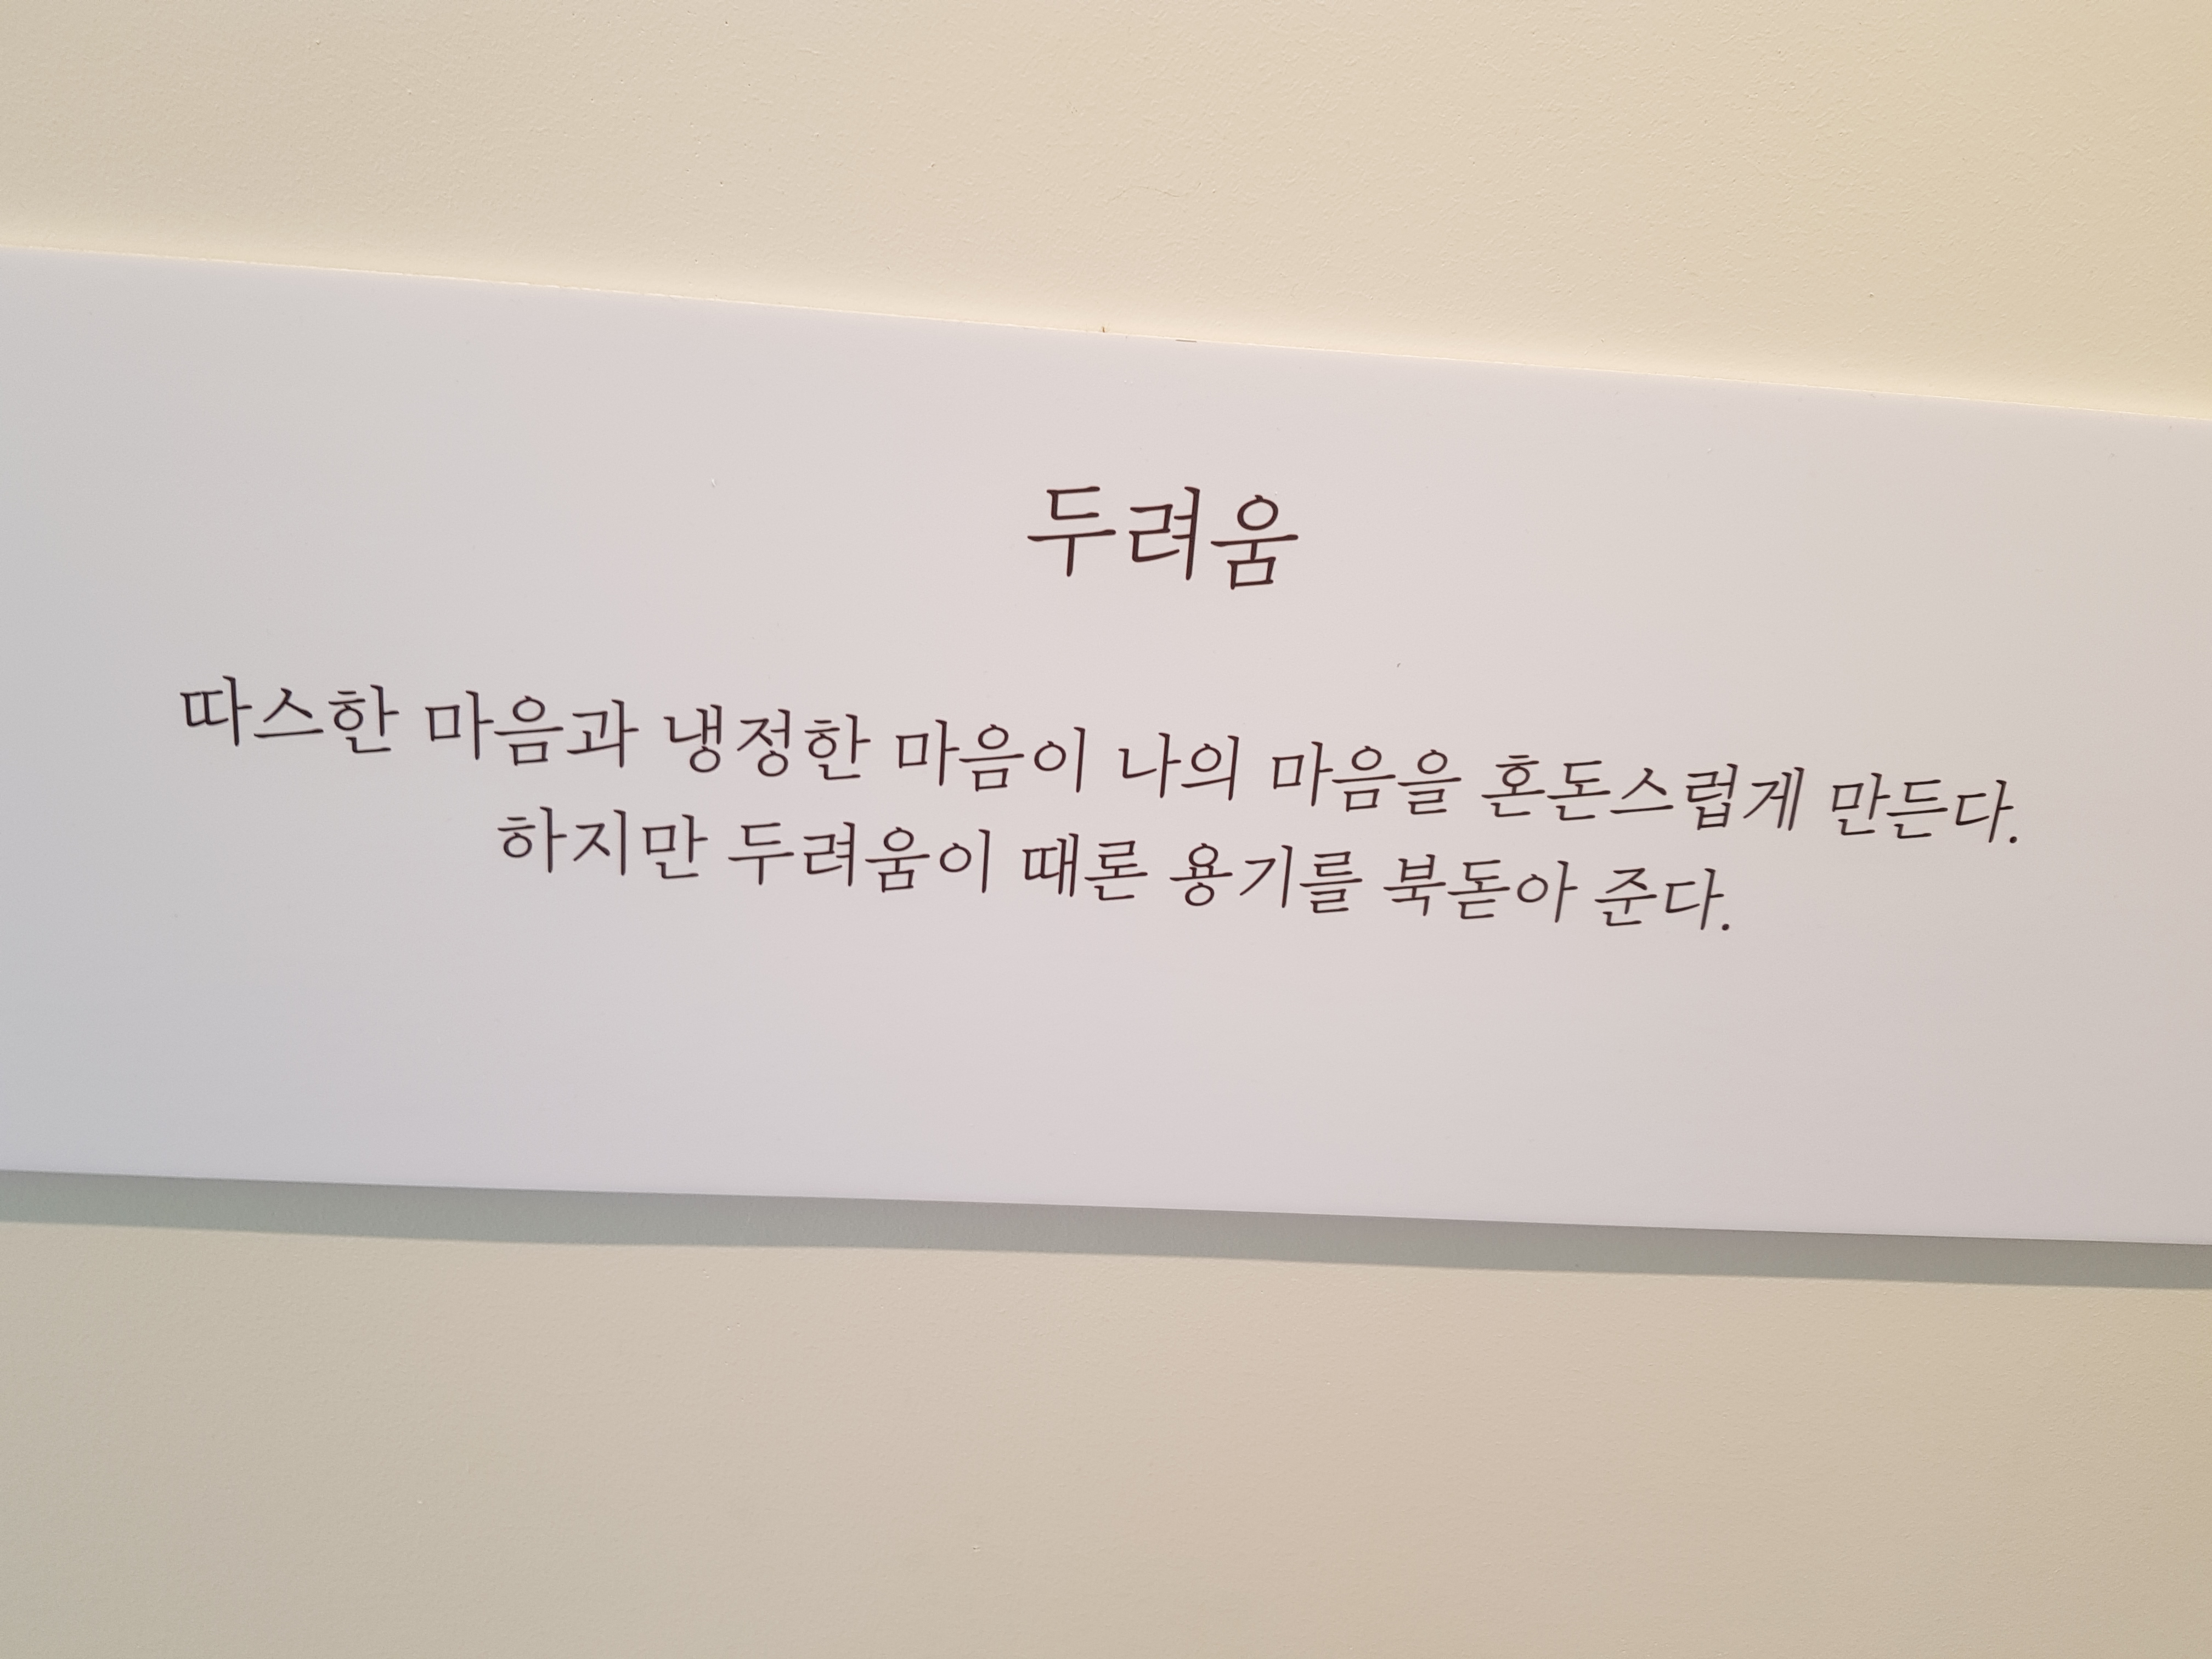 두려움
따스한 마음과 냉정한 마음이 나의 마음을 혼돈스럽게 만든다.
하지만 두려움이 때론 용기를 북돋아 준다.